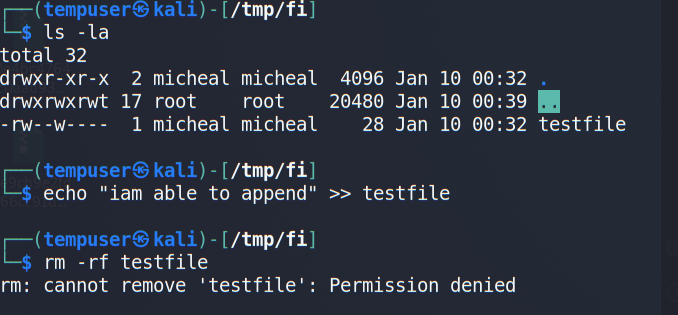 ┌──(tempuser㉿kali)-[/tmp/fi]
└─$ ls -la
total 32
drwxr-xr-x  2 micheal micheal  4096 Jan 10 00:32 .
drwxrwxrwt 17 root    root    20480 Jan 10 00:39 ..
-rw--w----  1 micheal micheal    28 Jan 10 00:32 testfile
┌──(tempuser㉿kali)-[/tmp/fi]
└─$ echo "iam able to append" >> testfile
┌──(tempuser㉿kali)-[/tmp/fi]
└─$ rm -rf testfile
rm: cannot remove 'testfile': Permission denied